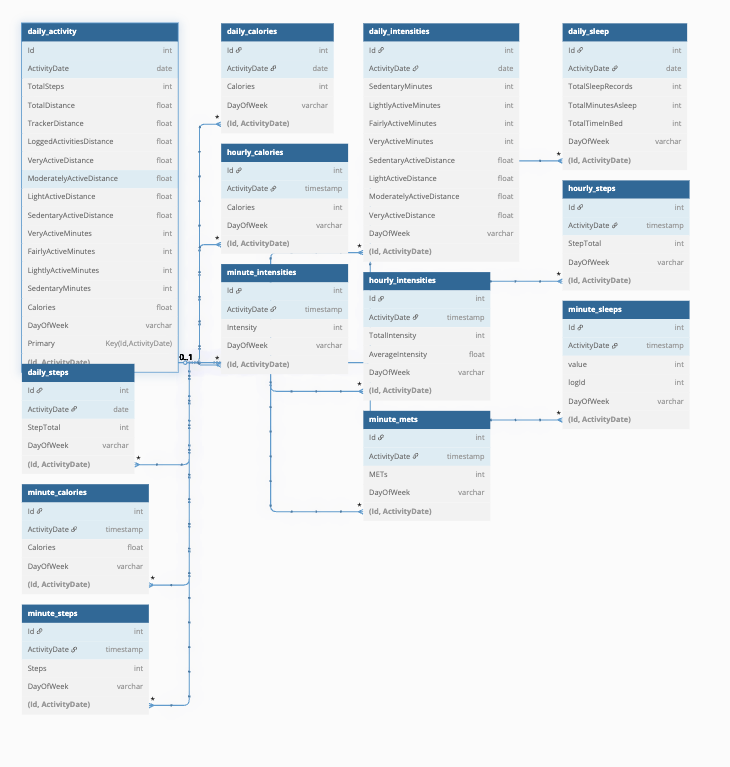 daily_activity
Id int
ActivityDate date
TotalSteps int
TotalDistance float
TrackerDistance float
LoggedActivitiesDistance float
VeryActiveDistance float
ModeratelyActiveDistance float
LightActiveDistance float
SedentaryActiveDistance float
VeryActiveMinutes int
FairlyActiveMinutes int
LightlyActiveMinutes int
SedentaryMinutes int
Calories float
DayOfWeek varchar
Primary Key(Id,ActivityDate)
(Id, ActivityDate)
0..1
daily_steps
Id int
ActivityDate date
StepTotal int
DayOfWeek varchar
(Id, ActivityDate)
*
minute_calories
Id int
ActivityDate timestamp
Calories float
DayOfWeek varchar
(Id, ActivityDate)
*
minute_steps
Id int
ActivityDate timestamp
Steps int
DayOfWeek varchar
(Id, ActivityDate)
*
daily_calories
Id int
ActivityDate date
Calories int
DayOfWeek varchar
(Id, ActivityDate)
*
hourly_calories
Id int
ActivityDate timestamp
Calories int
DayOfWeek varchar
(Id, ActivityDate)
*
minute_intensities
Id int
ActivityDate timestamp
Intensity int
DayOfWeek varchar
(Id, ActivityDate)
*
daily_intensities
Id int
ActivityDate date
SedentaryMinutes int
LightlyActiveMinutes int
FairlyActiveMinutes int
VeryActiveMinutes int
SedentaryActiveDistance float
LightActiveDistance float
ModeratelyActiveDistance float
VeryActiveDistance float
DayOfWeek varchar
(Id, ActivityDate)
*
hourly_intensities
Id int
ActivityDate timestamp
TotalIntensity int
AverageIntensity float
DayOfWeek varchar
(Id, ActivityDate)
*
minute_mets
Id int
ActivityDate timestamp
METs int
DayOfWeek varchar
(Id, ActivityDate)
*
daily_sleep
Id int
ActivityDate date
TotalSleepRecords int
TotalMinutesAsleep int
TotalTimeInBed int
DayOfWeek varchar
(Id, ActivityDate)
*
hourly_steps
Id int
ActivityDate timestamp
StepTotal int
DayOfWeek varchar
(Id, ActivityDate)
*
minute_sleeps
Id int
ActivityDate timestamp
value int
logId int
DayOfWeek varchar
(Id, ActivityDate)
*